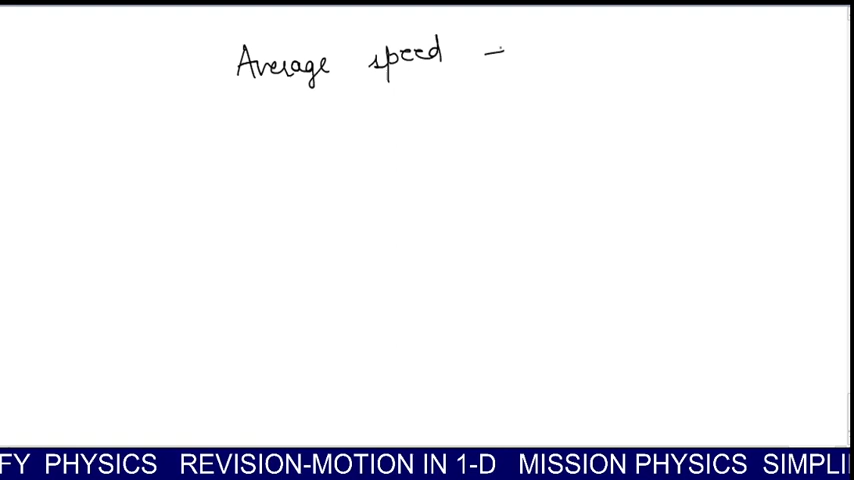 Average speed =
FY PHYSICS REVISION-MOTION IN 1-D MISSION PHYSICS SIMPLI